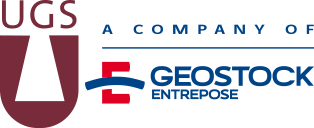 UGS
A COMPANY OF
GEOSTOCK
ENTREPOSE